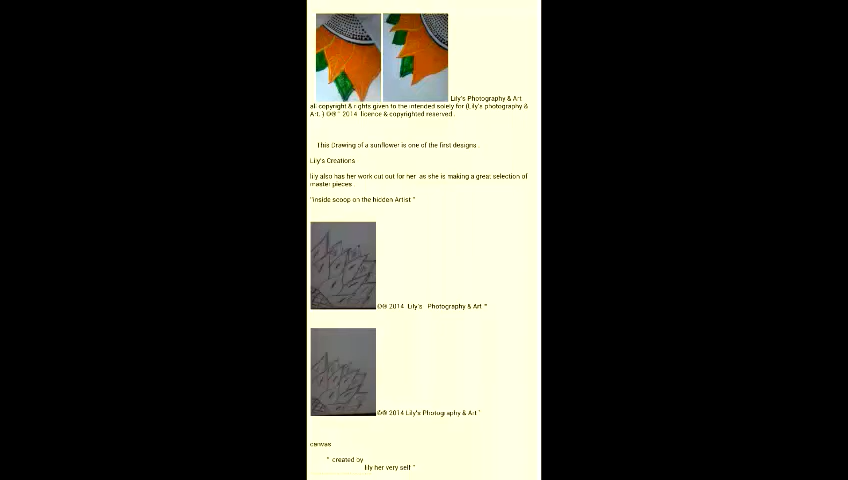 Lily's Photography & Art
all copyright & rights given to the intended solely for (Lily's photography &
Art. ) ©® " 2014 licence & copyrighted reserved .
This Drawing of a sunflower is one of the first designs .
Lily's Creations
lily also has her work cut out for her as she is making a great selection of
master pieces
"inside scoop on the hidden Artist "
©® 2014 Lily's Photography & Art "
©® 2014 Lily's Photography & Art '
canvas
" created by
lily her very self "